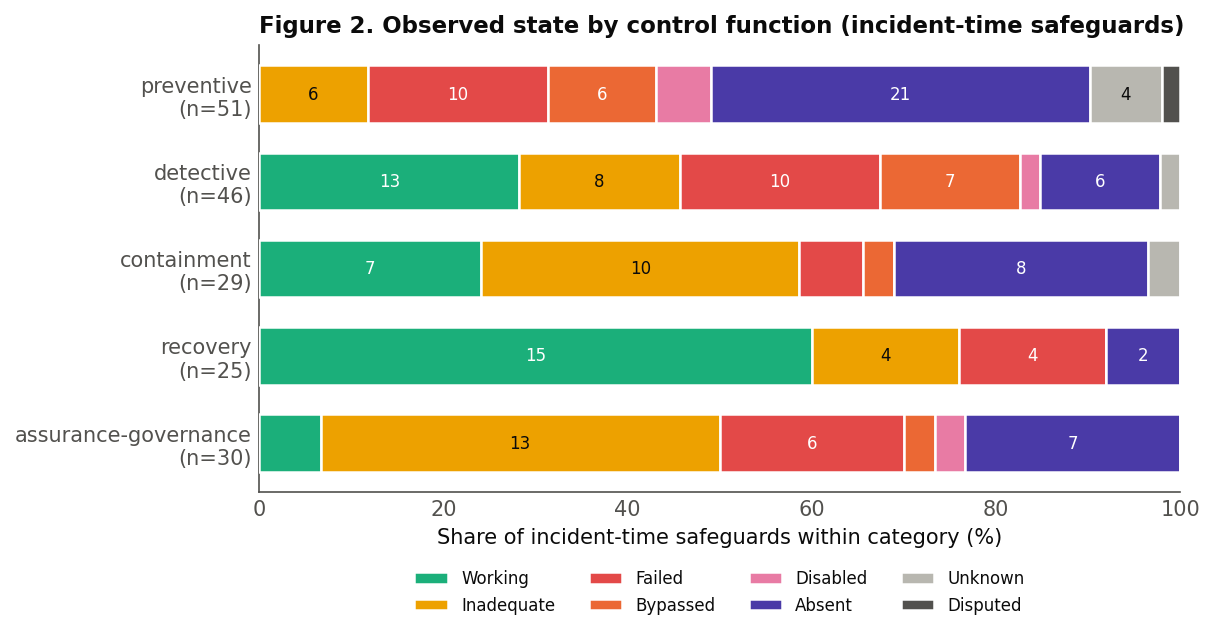 Figure 2. Observed state by control function (incident-time safeguards)
preventive
(n=51)
6 10 6 21 4
detective
(n=46)
13 8 10 7 6
containment
(n=29)
7 10 8
recovery
(n=25)
15 4 4 2
assurance-governance
(n=30)
13 6 7
0 20 40 60 80 100
Share of incident-time safeguards within category (%)
Working Failed Disabled Unknown
Inadequate Bypassed Absent Disputed